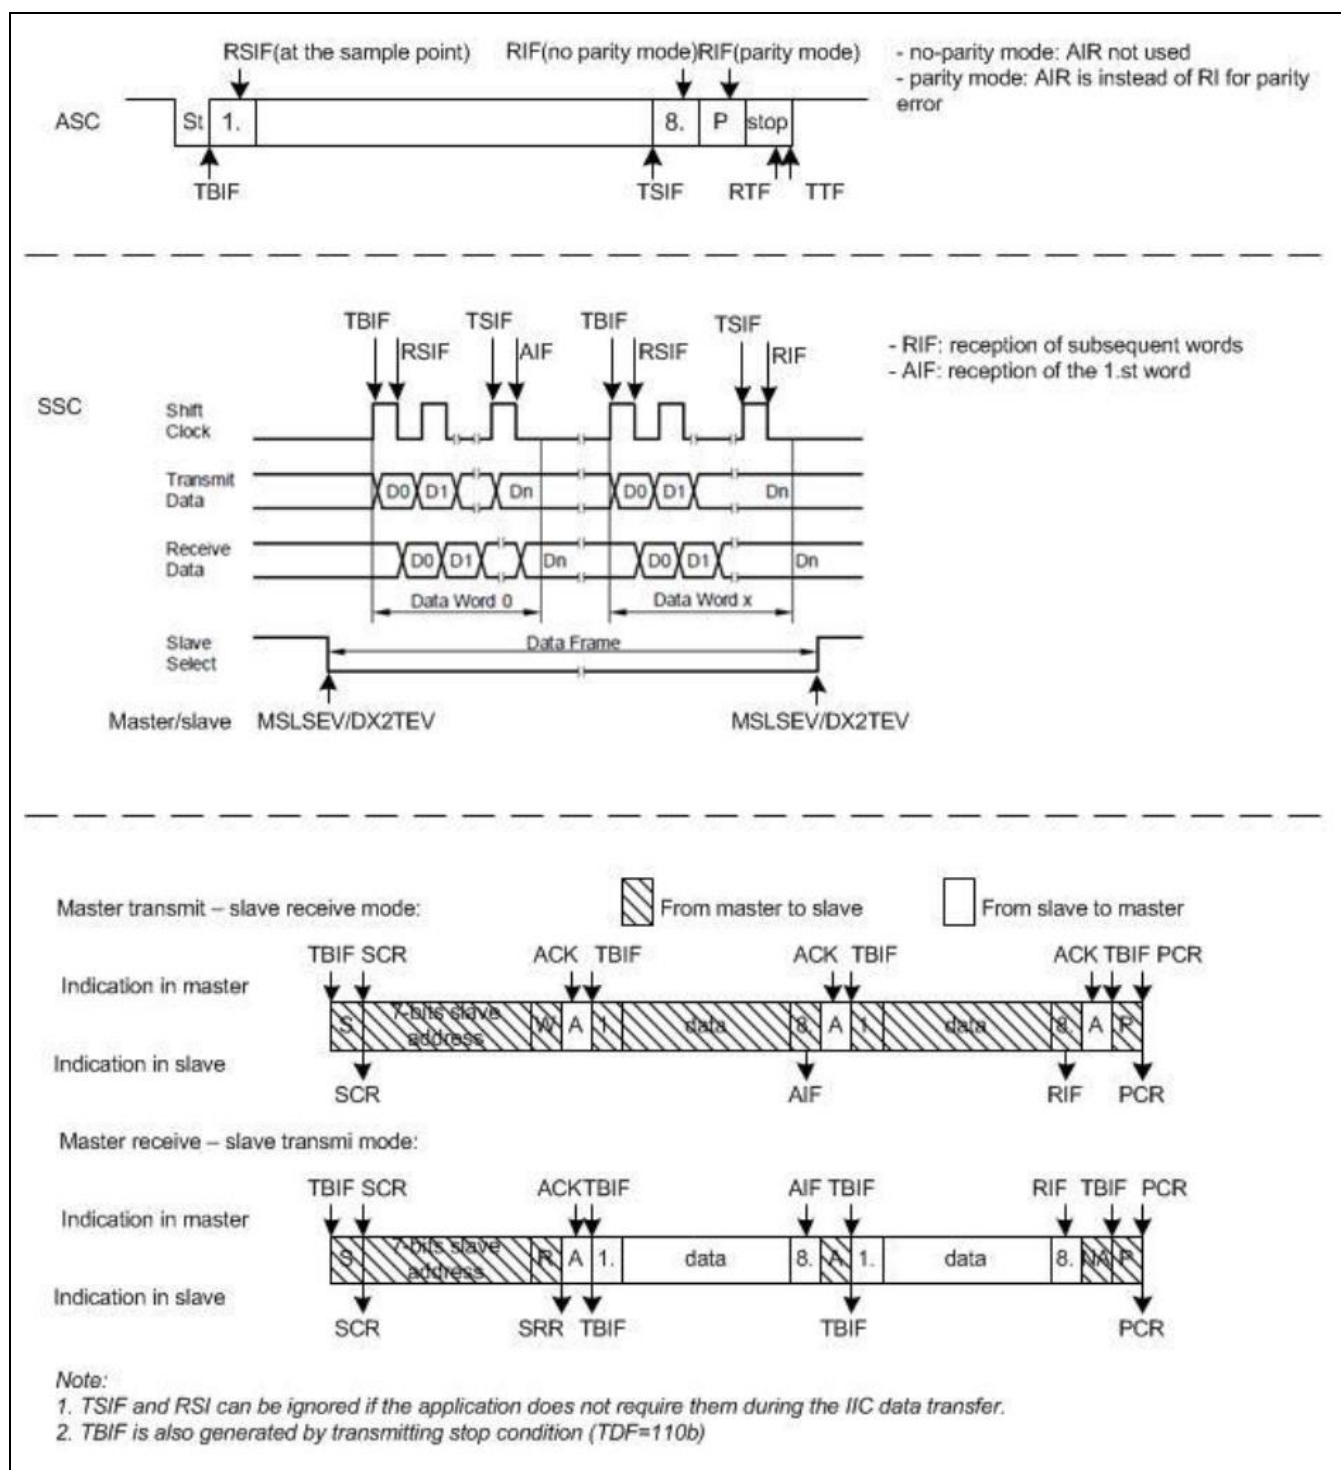 RSIF(at the sample point) RIF(no parity mode) RIF(parity mode)
- no-parity mode: AIR not used
- parity mode: AIR is instead of RI for parity
error
ASC St 1. 8. P stop
TBIF TSIF RTF TTF
TBIF TSIF TBIF TSIF
RSIF AIF RSIF RIF
- RIF: reception of subsequent words
- AIF: reception of the 1.st word
SSC
Shift
Clock
Transmit
Data
D0 D1 Dn D0 D1 Dn
Receive
Data
D0 D1 Dn D0 D1 Dn
Data Word 0 Data Word x
Slave
Select
Data Frame
Master/slave MSLSEV/DX2TEV MSLSEV/DX2TEV
Master transmit – slave receive mode: From master to slave From slave to master
TBIF SCR ACK TBIF ACK TBIF ACK TBIF PCR
Indication in master
S 7-bits slave
address
W A 1. data 8. A 1. data 8. A P
Indication in slave
SCR AIF RIF PCR
Master receive – slave transmi mode:
TBIF SCR ACK TBIF AIF TBIF RIF TBIF PCR
Indication in master
S 7-bits slave
address
R A 1. data 8. A 1. data 8. NA P
Indication in slave
SCR SRR TBIF TBIF PCR
Note:
1. TSIF and RSI can be ignored if the application does not require them during the IIC data transfer.
2. TBIF is also generated by transmitting stop condition (TDF=110b)